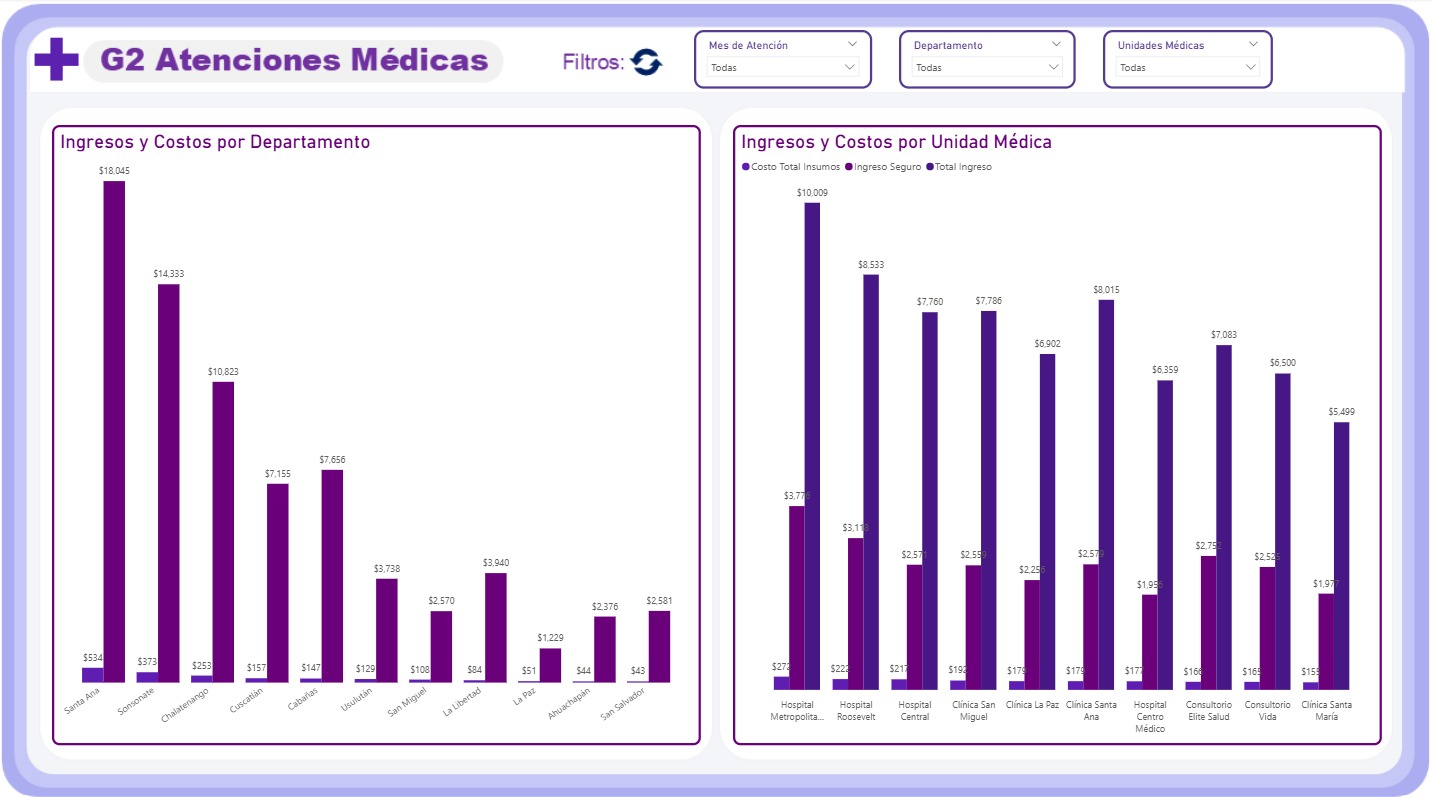 G2 Atenciones Médicas
Filtros:
Mes de Atención
Todas
Departamento
Todas
Unidades Médicas
Todas
Ingresos y Costos por Departamento
$18,045
$14,333
$10,823
$7,155
$7,656
$3,738
$2,570
$3,940
$1,229
$2,376
$2,581
$534
$373
$253
$157
$147
$129
$108
$84
$51
$44
$43
Santa Ana
Sonsonate
Chalatenango
Cuscatlán
Cabañas
Usulután
San Miguel
La Libertad
La Paz
Ahuachapán
San Salvador
Ingresos y Costos por Unidad Médica
Costo Total Insumos
Ingreso Seguro
Total Ingreso
$10,009
$8,533
$7,760
$7,786
$6,902
$8,015
$6,359
$7,083
$6,500
$5,499
$2,571
$2,559
$2,579
$2,752
$272
$222
$217
$192
$179
$179
$177
$166
$165
$155
Hospital
Metropolita...
Hospital
Roosevelt
Hospital
Central
Clínica San
Miguel
Clínica La Paz
Clínica Santa
Ana
Hospital
Centro
Médico
Consultorio
Elite Salud
Consultorio
Vida
Clínica Santa
María